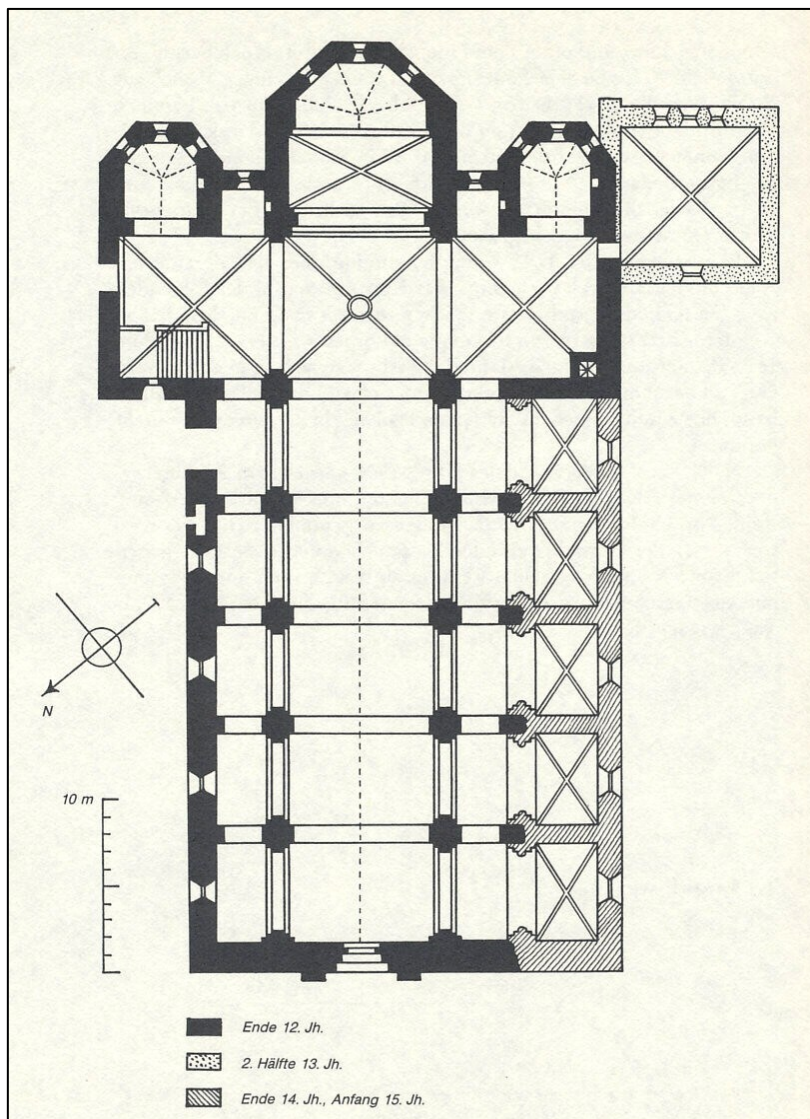 N
10 m
Ende 12. Jh.
2. Hälfte 13. Jh.
Ende 14. Jh., Anfang 15. Jh.